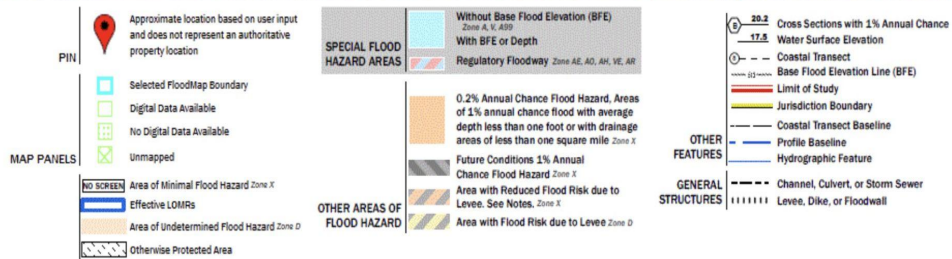 PIN
Approximate location based on user input
and does not represent an authoritative
property location
MAP PANELS
Selected FloodMap Boundary
Digital Data Available
No Digital Data Available
Unmapped
NO SCREEN Area of Minimal Flood Hazard Zone X
Effective LOMRs
Area of Undetermined Flood Hazard Zone D
Otherwise Protected Area
SPECIAL FLOOD
HAZARD AREAS
Without Base Flood Elevation (BFE)
Zone A, V, A99
With BFE or Depth
Regulatory Floodway Zone AE, AO, AH, VE, AR
OTHER AREAS OF
FLOOD HAZARD
0.2% Annual Chance Flood Hazard, Areas
of 1% annual chance flood with average
depth less than one foot or with drainage
areas of less than one square mile Zone X
Future Conditions 1% Annual
Chance Flood Hazard Zone X
Area with Reduced Flood Risk due to
Levee. See Notes. Zone X
Area with Flood Risk due to Levee Zone D
OTHER
FEATURES
B 20.2 Cross Sections with 1% Annual Chance
17.5 Water Surface Elevation
8 Coastal Transect
513 Base Flood Elevation Line (BFE)
Limit of Study
Jurisdiction Boundary
Coastal Transect Baseline
Profile Baseline
Hydrographic Feature
GENERAL
STRUCTURES
Channel, Culvert, or Storm Sewer
Levee, Dike, or Floodwall